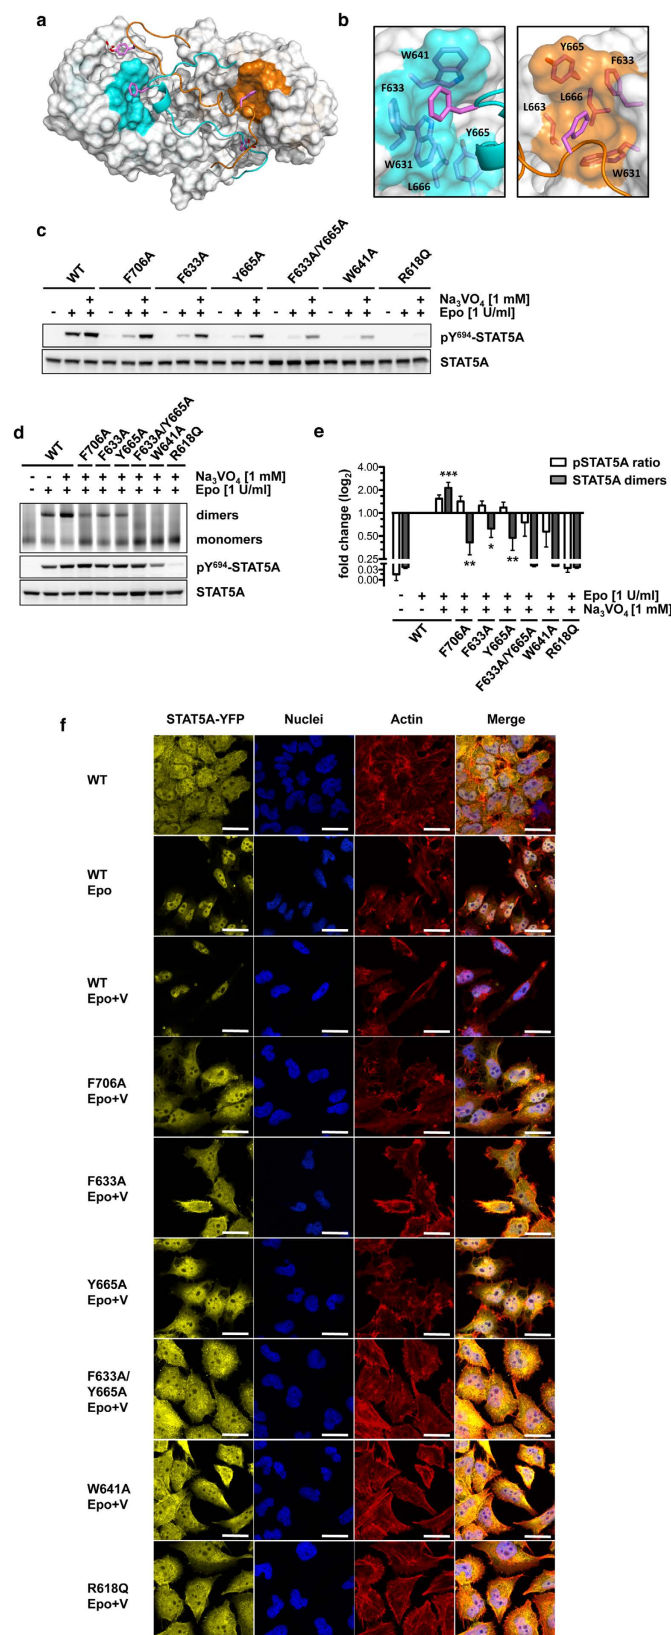 a
b
W641
F633
Y665
W631
L666
Y665
F633
L663
L666
W631
c
WT
F706A
F633A
Y665A
F633A/Y665A
W641A
R618Q
+ + + + + + + Na₃VO₄ [1 mM]
- + + - + + - + + - + + - + + - + + - + + Epo [1 U/ml]
pY⁶⁹⁴-STAT5A
STAT5A
d
WT
F706A
F633A
Y665A
F633A/Y665A
W641A
R618Q
- - + + + + + + + Na₃VO₄ [1 mM]
- + + + + + + + + Epo [1 U/ml]
dimers
monomers
pY⁶⁹⁴-STAT5A
STAT5A
e
fold change (log₂)
4.00
2.00
1.00
0.50
0.25
0.03
0.00
pSTAT5A ratio
STAT5A dimers
***
**
*
**
- + + + + + + + + Epo [1 U/ml]
- - + + + + + + + Na₃VO₄ [1 mM]
WT
F706A
F633A
Y665A
F633A/Y665A
W641A
R618Q
f
STAT5A-YFP Nuclei Actin Merge
WT
WT
Epo
WT
Epo+V
F706A
Epo+V
F633A
Epo+V
Y665A
Epo+V
F633A/
Y665A
Epo+V
W641A
Epo+V
R618Q
Epo+V